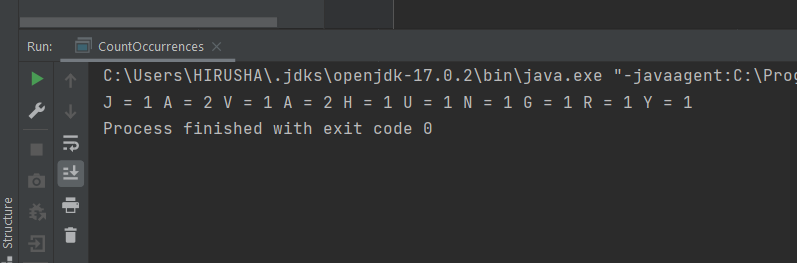 Run: CountOccurrences ×
C:\Users\HIRUSHA\.jdks\openjdk-17.0.2\bin\java.exe "-javaagent:C:\Prog
J = 1 A = 2 V = 1 A = 2 H = 1 U = 1 N = 1 G = 1 R = 1 Y = 1
Process finished with exit code 0
Structure